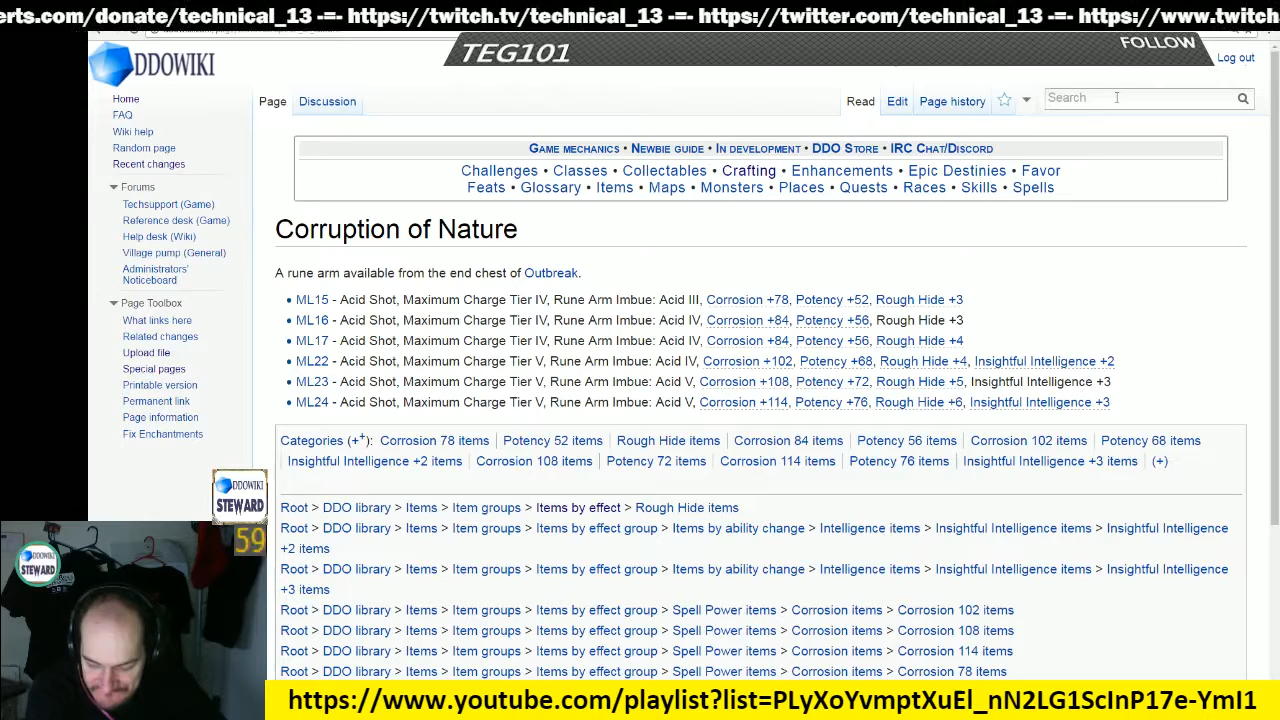 erts.com/donate/technical_13 -=- https://twitch.tv/technical_13 -=- https://twitter.com/technical_13 -=- https://www.twitch
TEG101
FOLLOW
DDOWIKI
Log out
Home
FAQ
Wiki help
Random page
Recent changes
Forums
Techsupport (Game)
Reference desk (Game)
Help desk (Wiki)
Village pump (General)
Administrators'
Noticeboard
Page Toolbox
What links here
Related changes
Upload file
Special pages
Printable version
Permanent link
Page information
Fix Enchantments
Page Discussion
Read Edit Page history
Search
GAME MECHANICS • NEWBIE GUIDE • IN DEVELOPMENT • DDO STORE • IRC CHAT/DISCORD
Challenges • Classes • Collectables • Crafting • Enhancements • Epic Destinies • Favor
Feats • Glossary • Items • Maps • Monsters • Places • Quests • Races • Skills • Spells
Corruption of Nature
A rune arm available from the end chest of Outbreak.
• ML15 - Acid Shot, Maximum Charge Tier IV, Rune Arm Imbue: Acid III, Corrosion +78, Potency +52, Rough Hide +3
• ML16 - Acid Shot, Maximum Charge Tier IV, Rune Arm Imbue: Acid IV, Corrosion +84, Potency +56, Rough Hide +3
• ML17 - Acid Shot, Maximum Charge Tier IV, Rune Arm Imbue: Acid IV, Corrosion +84, Potency +56, Rough Hide +4
• ML22 - Acid Shot, Maximum Charge Tier V, Rune Arm Imbue: Acid IV, Corrosion +102, Potency +68, Rough Hide +4, Insightful Intelligence +2
• ML23 - Acid Shot, Maximum Charge Tier V, Rune Arm Imbue: Acid V, Corrosion +108, Potency +72, Rough Hide +5, Insightful Intelligence +3
• ML24 - Acid Shot, Maximum Charge Tier V, Rune Arm Imbue: Acid V, Corrosion +114, Potency +76, Rough Hide +6, Insightful Intelligence +3
Categories (++): Corrosion 78 items | Potency 52 items | Rough Hide items | Corrosion 84 items | Potency 56 items | Corrosion 102 items | Potency 68 items
Insightful Intelligence +2 items | Corrosion 108 items | Potency 72 items | Corrosion 114 items | Potency 76 items | Insightful Intelligence +3 items | (+)
Root > DDO library > Items > Item groups > Items by effect > Rough Hide items
Root > DDO library > Items > Item groups > Items by effect group > Items by ability change > Intelligence items > Insightful Intelligence items > Insightful Intelligence
+2 items
Root > DDO library > Items > Item groups > Items by effect group > Items by ability change > Intelligence items > Insightful Intelligence items > Insightful Intelligence
+3 items
Root > DDO library > Items > Item groups > Items by effect group > Spell Power items > Corrosion items > Corrosion 102 items
Root > DDO library > Items > Item groups > Items by effect group > Spell Power items > Corrosion items > Corrosion 108 items
Root > DDO library > Items > Item groups > Items by effect group > Spell Power items > Corrosion items > Corrosion 114 items
Root > DDO library > Items > Item groups > Items by effect group > Spell Power items > Corrosion items > Corrosion 78 items
DDOWIKI
STEWARD
59
DDOWIKI
STEWARD
https://www.youtube.com/playlist?list=PLyXoYvmptXuEl_nN2LG1ScInP17e-YmI1